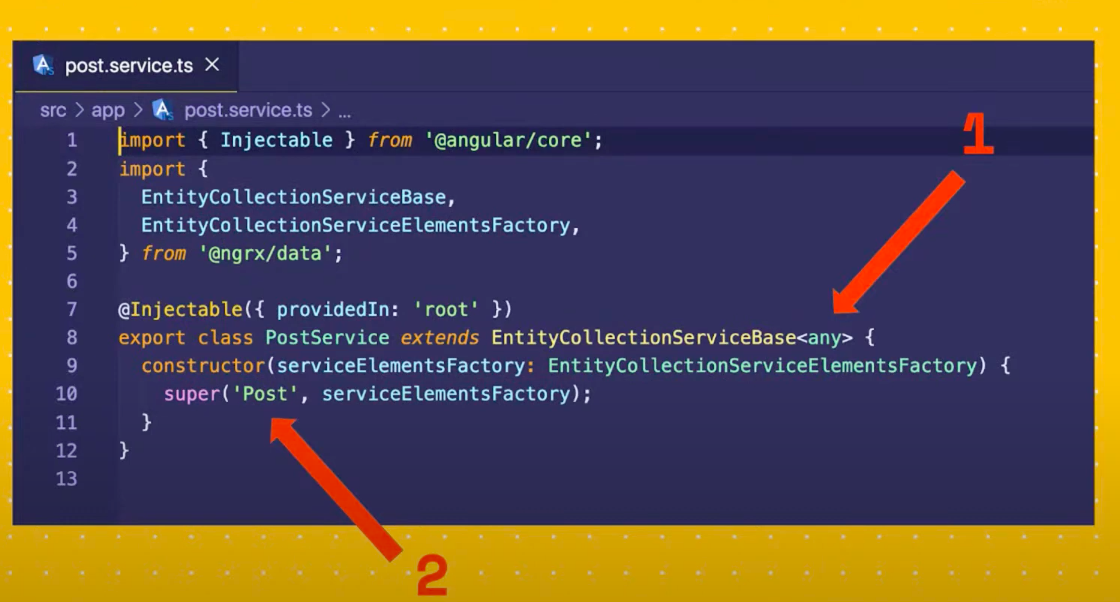 post.service.ts ×
src > app > post.service.ts > ...
1 import { Injectable } from '@angular/core';
2 import {
3 EntityCollectionServiceBase,
4 EntityCollectionServiceElementsFactory,
5 } from '@ngrx/data';
6
7 @Injectable({ providedIn: 'root' })
8 export class PostService extends EntityCollectionServiceBase<any> {
9 constructor(serviceElementsFactory: EntityCollectionServiceElementsFactory) {
10 super('Post', serviceElementsFactory);
11 }
12 }
13
1
2